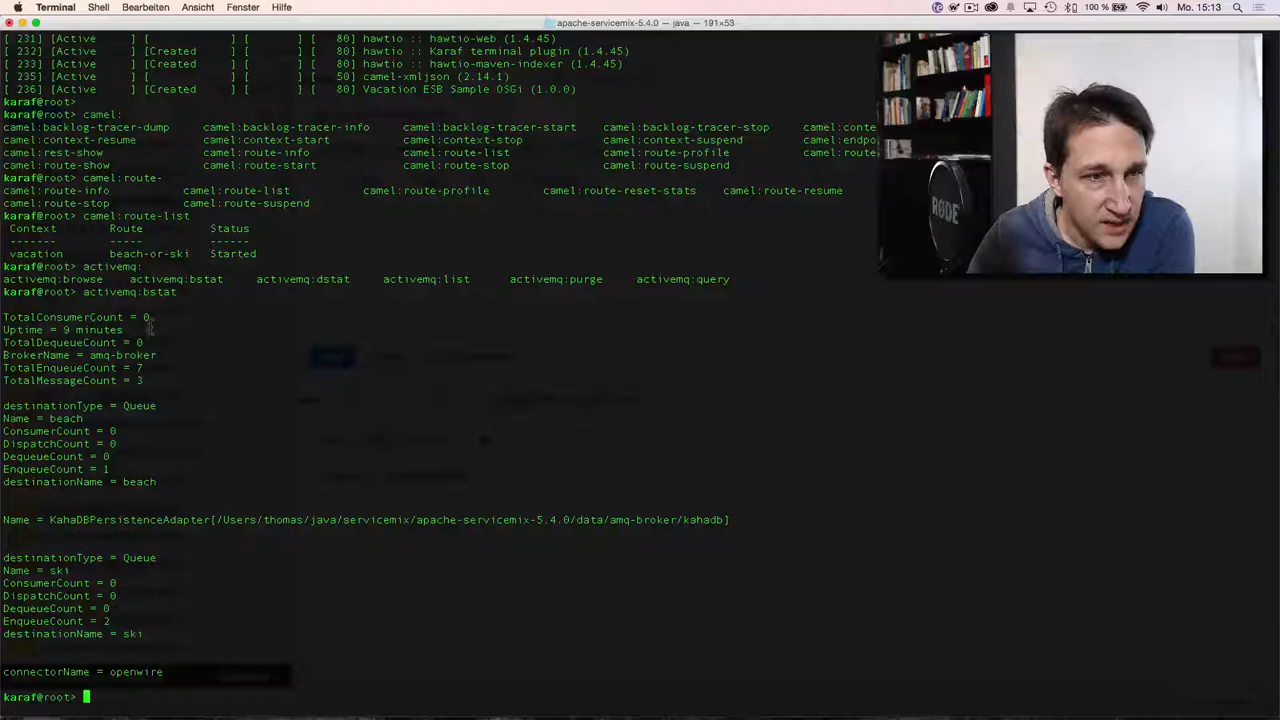 Terminal Shell Bearbeiten Ansicht Fenster Hilfe 100 % Mo. 15:13
apache-servicemix-5.4.0 — java — 191×53
[ 231] [Active     ] [            ] [       ] [   80] hawtio :: hawtio-web (1.4.45)
[ 232] [Active     ] [Created     ] [       ] [   80] hawtio :: Karaf terminal plugin (1.4.45)
[ 233] [Active     ] [Created     ] [       ] [   80] hawtio :: hawtio-maven-indexer (1.4.45)
[ 235] [Active     ] [            ] [       ] [   50] camel-xmljson (2.14.1)
[ 236] [Active     ] [Created     ] [       ] [   80] Vacation ESB Sample OSGi (1.0.0)
karaf@root>
karaf@root> camel:
camel:backlog-tracer-dump camel:backlog-tracer-info camel:backlog-tracer-start camel:backlog-tracer-stop camel:conte
camel:context-resume camel:context-start camel:context-stop camel:context-suspend camel:endpo
camel:rest-show camel:route-info camel:route-list camel:route-profile camel:route
camel:route-show camel:route-start camel:route-stop camel:route-suspend
karaf@root> camel:route-
camel:route-info camel:route-list camel:route-profile camel:route-reset-stats camel:route-resume
camel:route-stop camel:route-suspend
karaf@root> camel:route-list
Context Route Status
------- ----- ------
vacation beach-or-ski Started
karaf@root> activemq:
activemq:browse activemq:bstat activemq:dstat activemq:list activemq:purge activemq:query
karaf@root> activemq:bstat
TotalConsumerCount = 0
Uptime = 9 minutes
TotalDequeueCount = 0
BrokerName = amq-broker
TotalEnqueueCount = 7
TotalMessageCount = 3
destinationType = Queue
Name = beach
ConsumerCount = 0
DispatchCount = 0
DequeueCount = 0
EnqueueCount = 1
destinationName = beach
Name = KahaDBPersistenceAdapter[/Users/thomas/java/servicemix/apache-servicemix-5.4.0/data/amq-broker/kahadb]
destinationType = Queue
Name = ski
ConsumerCount = 0
DispatchCount = 0
DequeueCount = 0
EnqueueCount = 2
destinationName = ski
connectorName = openwire
karaf@root>
RØDE